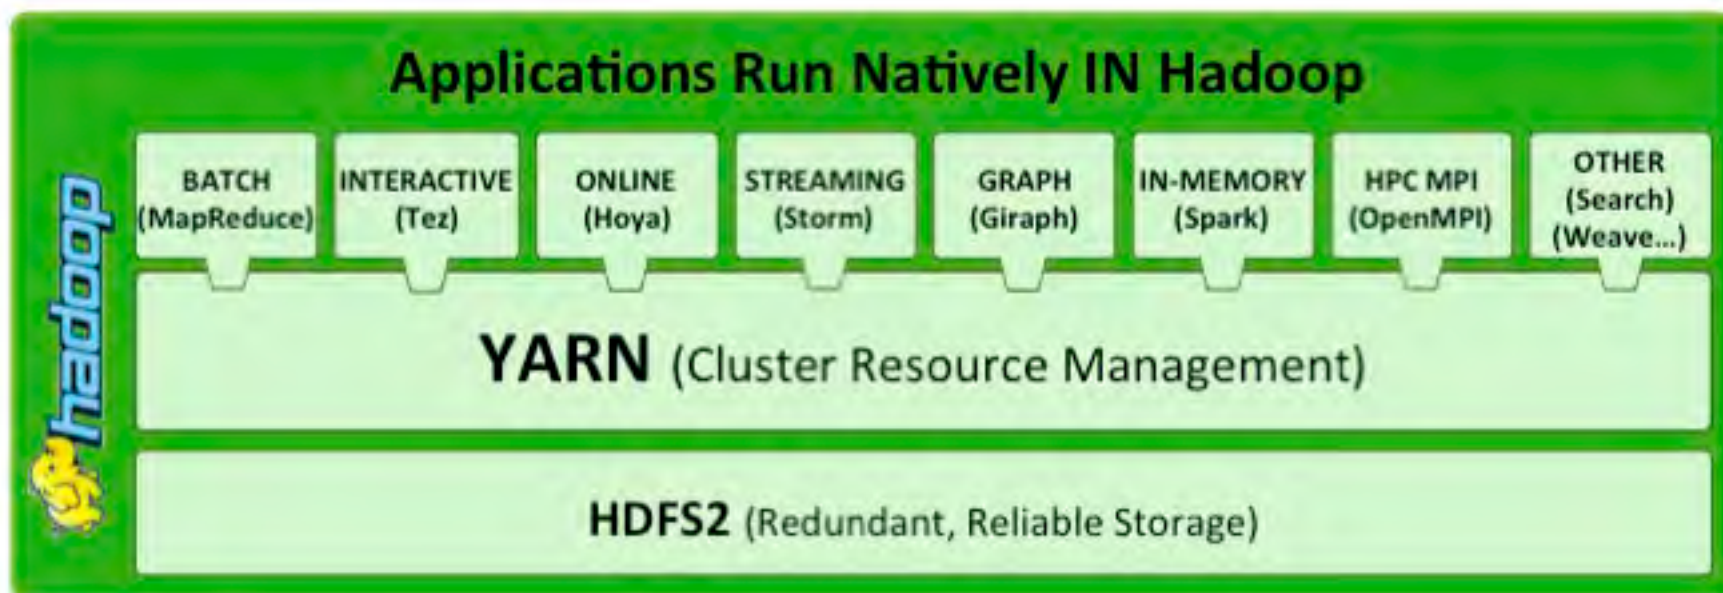 Applications Run Natively IN Hadoop
BATCH
(MapReduce)
INTERACTIVE
(Tez)
ONLINE
(Hoya)
STREAMING
(Storm)
GRAPH
(Giraph)
IN-MEMORY
(Spark)
HPC MPI
(OpenMPI)
OTHER
(Search)
(Weave...)
hadoop
YARN (Cluster Resource Management)
HDFS2 (Redundant, Reliable Storage)